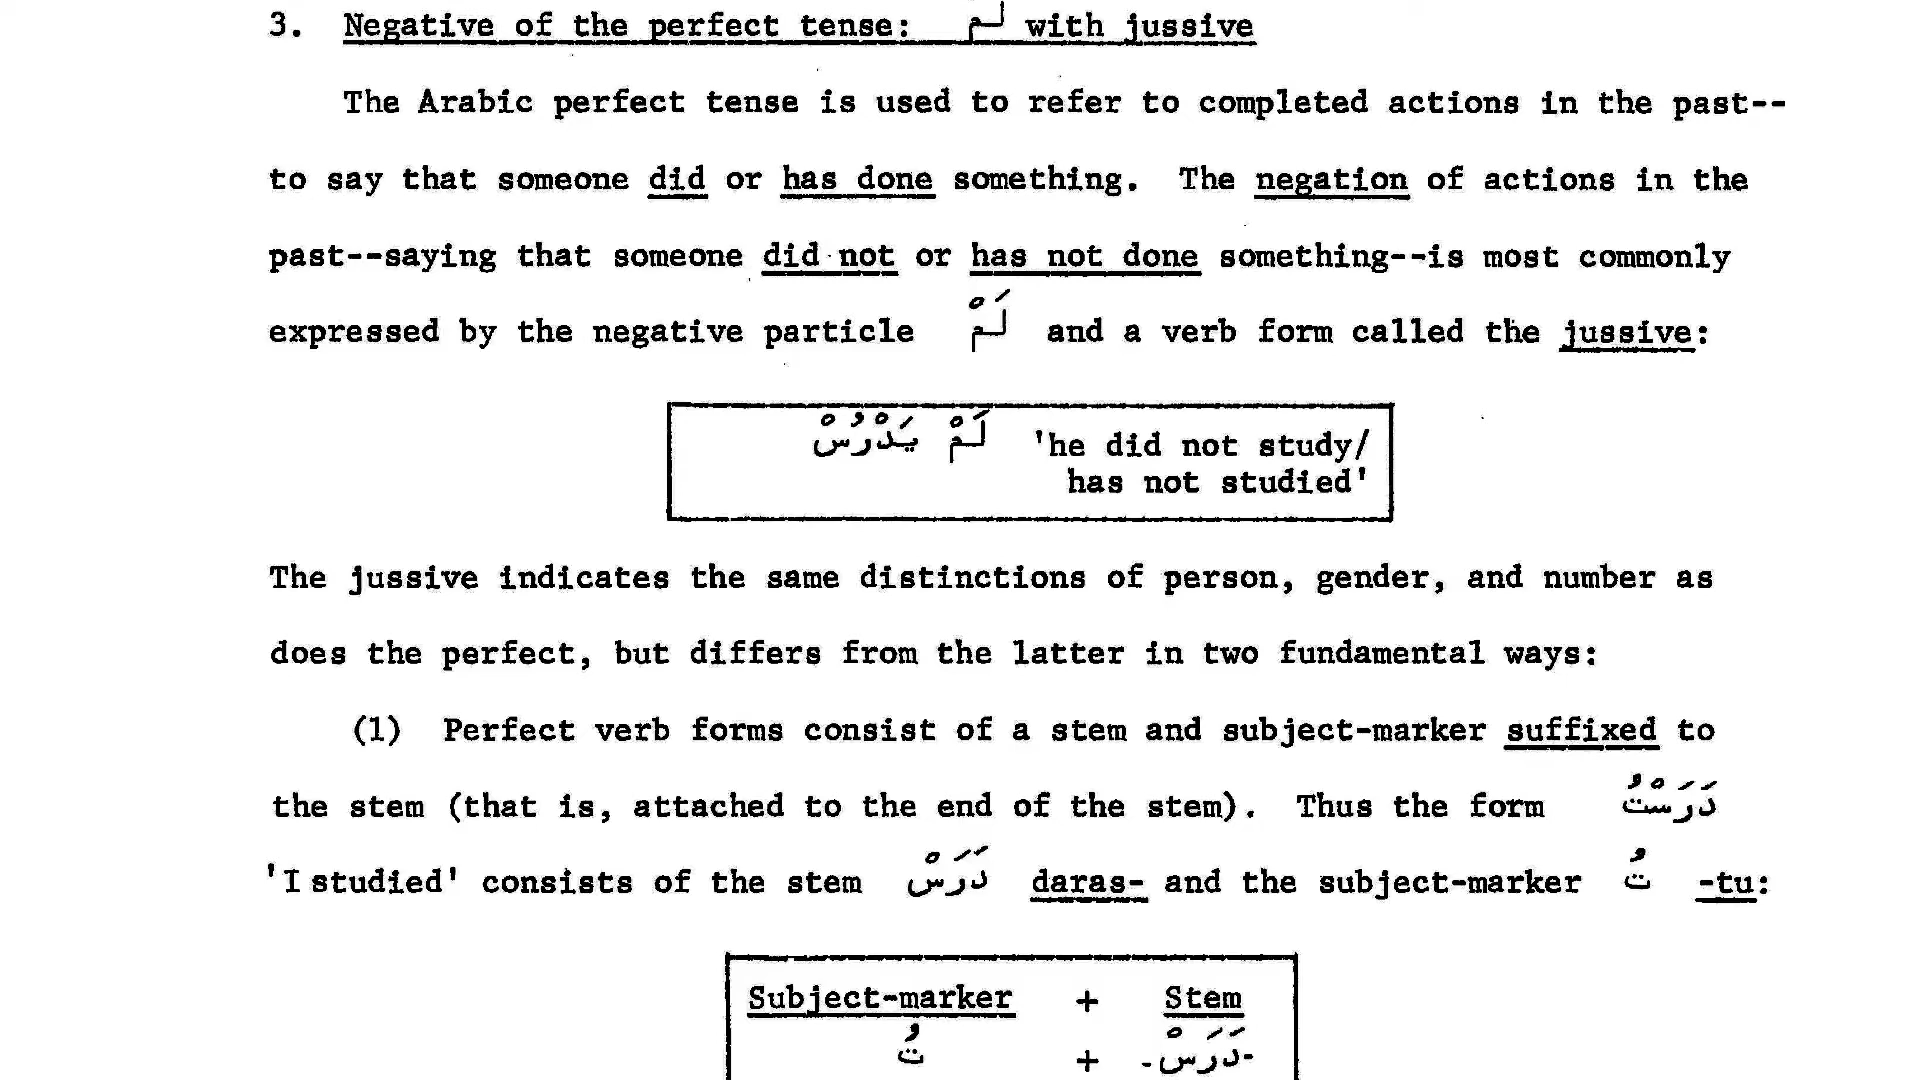 3. Negative of the perfect tense: لم with jussive
The Arabic perfect tense is used to refer to completed actions in the past--
to say that someone did or has done something. The negation of actions in the
past--saying that someone did not or has not done something--is most commonly
expressed by the negative particle لَمْ and a verb form called the jussive:
لَمْ يَدْرُسْ 'he did not study/
has not studied'
The jussive indicates the same distinctions of person, gender, and number as
does the perfect, but differs from the latter in two fundamental ways:
(1) Perfect verb forms consist of a stem and subject-marker suffixed to
the stem (that is, attached to the end of the stem). Thus the form دَرَسْتُ
'I studied' consists of the stem دَرَسْ daras- and the subject-marker تُ -tu:
Subject-marker + Stem
تُ + -دَرَسْ-